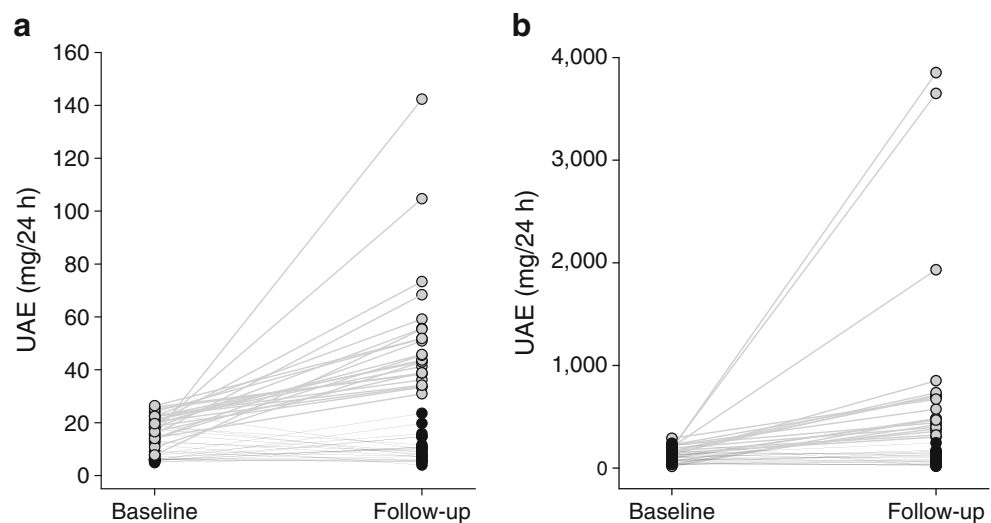 a
160
140
120
100
80
60
40
20
0
UAE (mg/24 h)
Baseline
Follow-up
b
4,000
3,000
2,000
1,000
0
UAE (mg/24 h)
Baseline
Follow-up